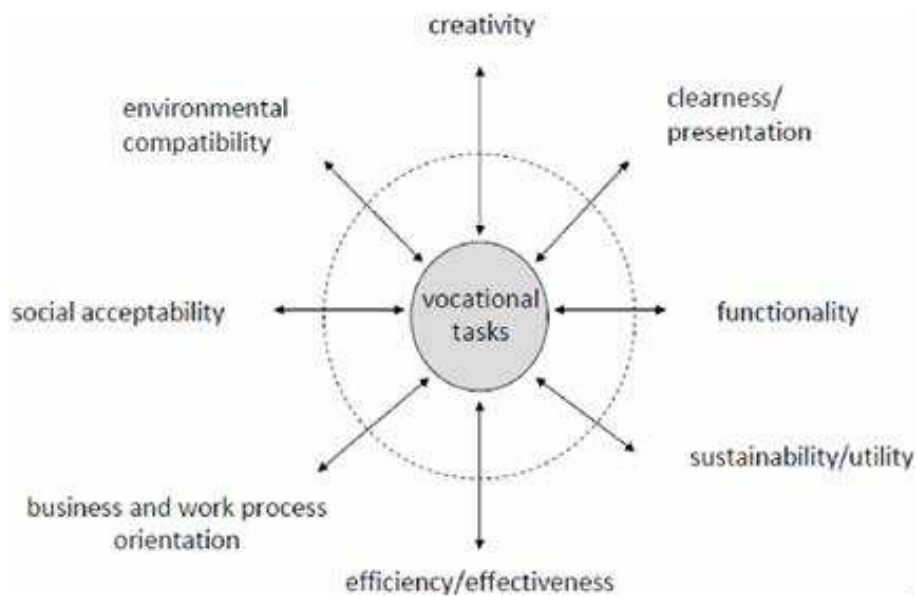 creativity
clearness/
presentation
environmental
compatibility
vocational
tasks
social acceptability
functionality
sustainability/utility
business and work process
orientation
efficiency/effectiveness